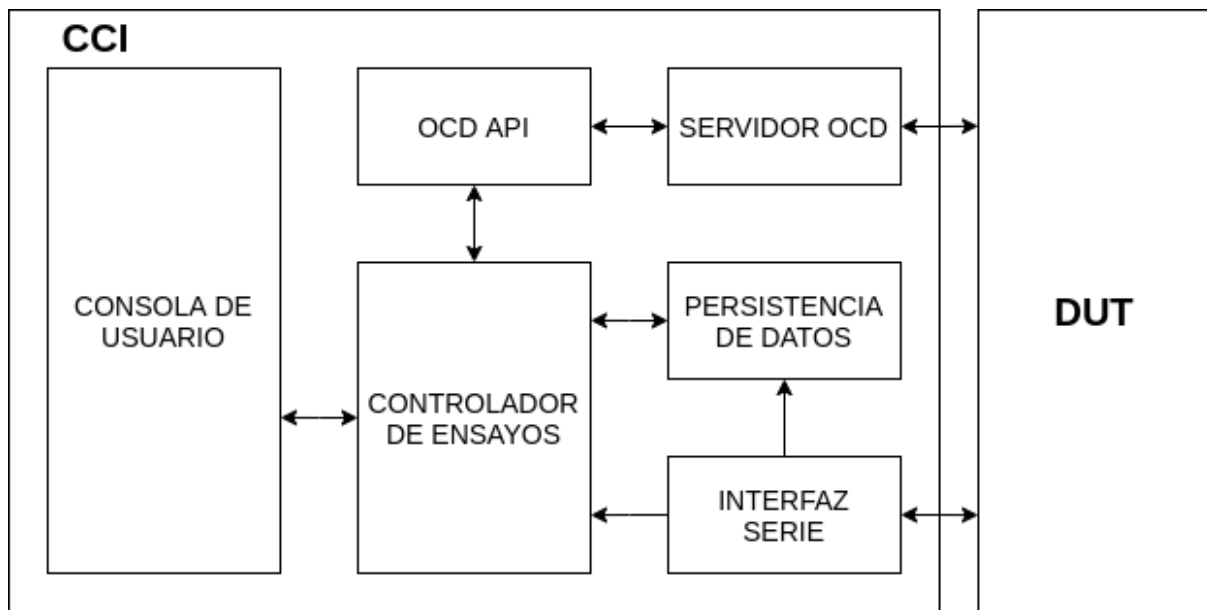 CCI
OCD API
SERVIDOR OCD
CONSOLA DE
USUARIO
PERSISTENCIA
DE DATOS
DUT
CONTROLADOR
DE ENSAYOS
INTERFAZ
SERIE